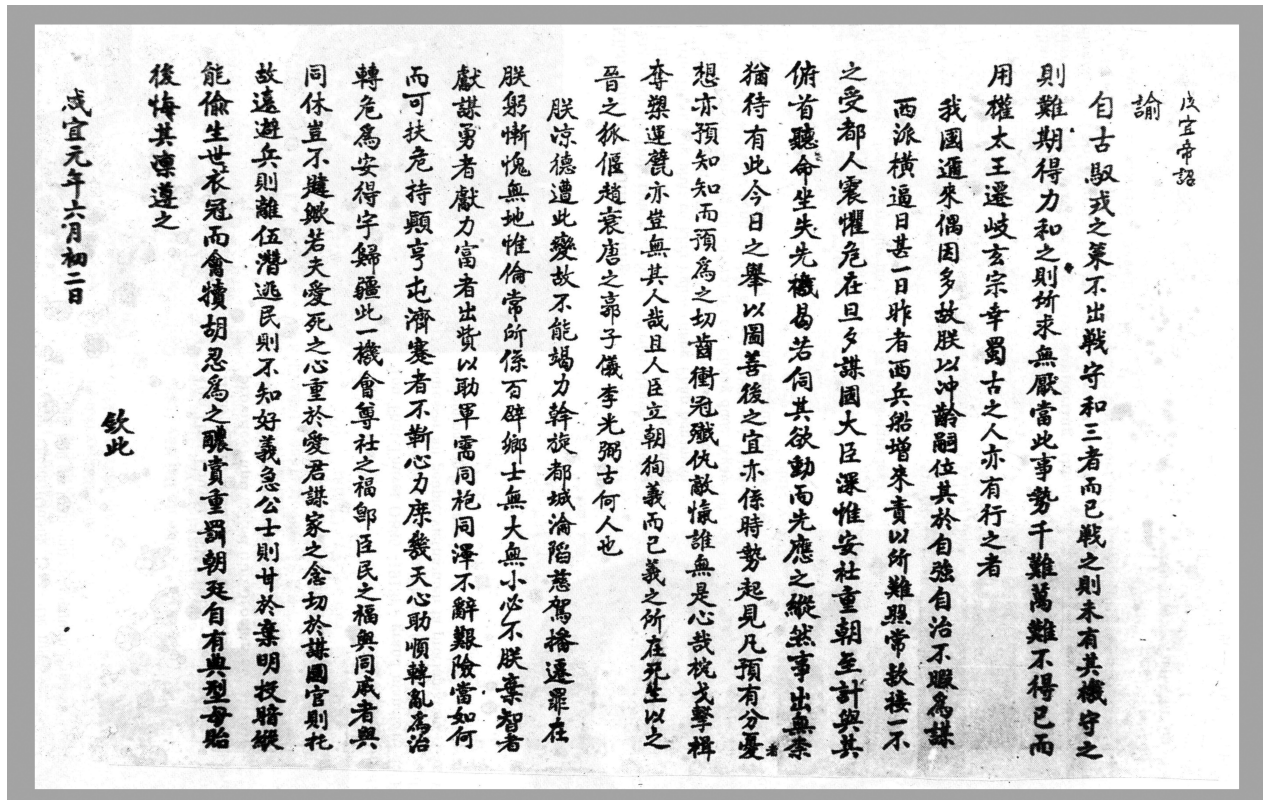 咸宜帝詔
諭
自古馭戎之策不出戰守和三者而已戰之則未有其機守之
則難期得力和之則所求無厭當此事勢千難萬難不得已而
用權太王遷岐玄宗幸蜀古之人亦有行之者
我國邇來偶因多故朕以冲齡嗣位其於自強自治不暇為謀
西派橫逼日甚一日昨者西兵船增來責以所難照常款接一不
之受都人震懼危在旦夕謀國大臣深惟安社重朝至計與其
俯首聽命坐失先機曷若伺其欲動而先應之縱然事出無柰
猶待有此今日之舉以圖善後之宜亦係時勢起見凡預有分憂者
想亦預知知而預為之切齒衝冠殲仇敵愾誰無是心哉枕戈擊楫
奪槊運甓亦豈無其人哉且人臣立朝狥義而已義之所在死生以之
晉之狐偃趙衰唐之郭子儀李光弼古何人也
朕凉德遭此變故不能竭力斡旋都城淪陷慈駕播遷罪在
朕躬慚愧無地惟倫常所係百辟鄉士無大無小必不朕棄智者
獻謀勇者獻力富者出貲以助軍需同袍同澤不辭艱險當如何
而可扶危持顛亨屯濟蹇者不靳心力庶幾天心助順轉亂為治
轉危為安得字歸疆此一機會尊社之福即臣民之福與同戚者與
同休豈不韙歟若夫愛死之心重於愛君謀家之念切於謀國官則托
故遠避兵則離伍潛逃民則不知好義急公士則甘於棄明投暗縱
能偷生世衣冠而會犢胡忍為之醲賞重罰朝廷自有典型毋貽
後悔其凛遵之
欽此
咸宜元年六月初二日